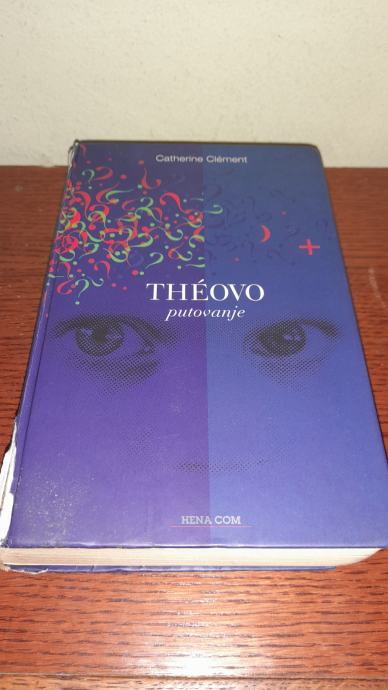 Catherine Clément
THÉOVO
putovanje
HENA COM